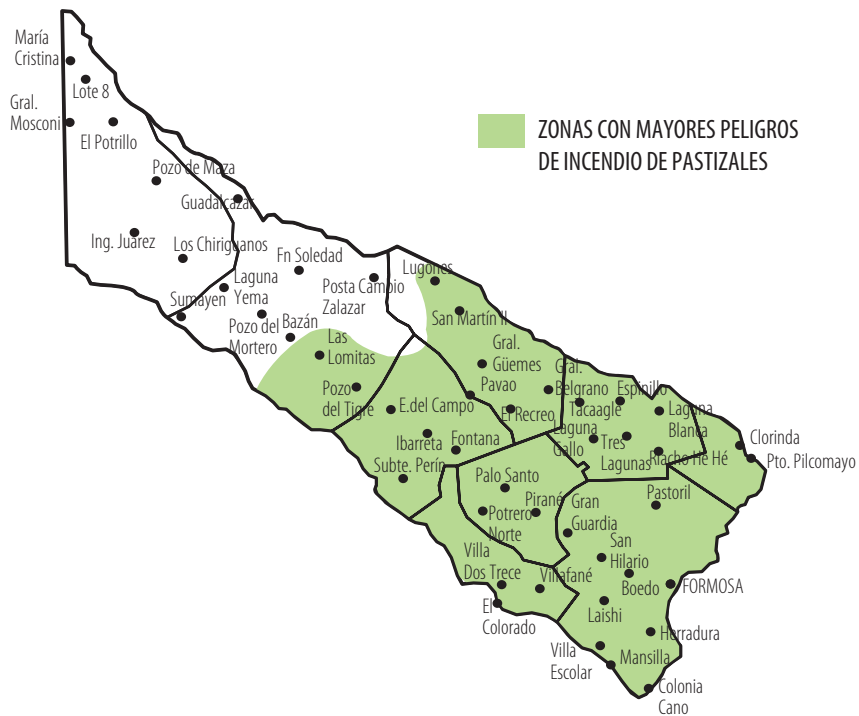 María
Cristina
Lote 8
Gral.
Mosconi
El Potrillo
ZONAS CON MAYORES PELIGROS
DE INCENDIO DE PASTIZALES
Pozo de Maza
Guadalcazar
Ing. Juárez
Los Chiriguanos
Fn Soledad
Lugones
Sumayen
Laguna
Yema
Posta Cambio
Zalazar
San Martín II
Pozo del
Mortero
Bazán
Las
Lomitas
Gral.
Güemes
Pavao
Gral.
Belgrano
Espinillo
Pozo
del Tigre
E.del Campo
El Recreo
Tacaagle
Laguna
Blanca
Ibarreta
Fontana
Laguna
Gallo
Tres
Lagunas
Riacho He Hé
Clorinda
Pto. Pilcomayo
Subte. Perín
Palo Santo
Pirané
Potrero
Norte
Gran
Guardia
Pastoril
Villa
Dos Trece
Villafañé
San
Hilario
Boedo
FORMOSA
El
Colorado
Laishi
Herradura
Villa
Escolar
Mansilla
Colonia
Cano